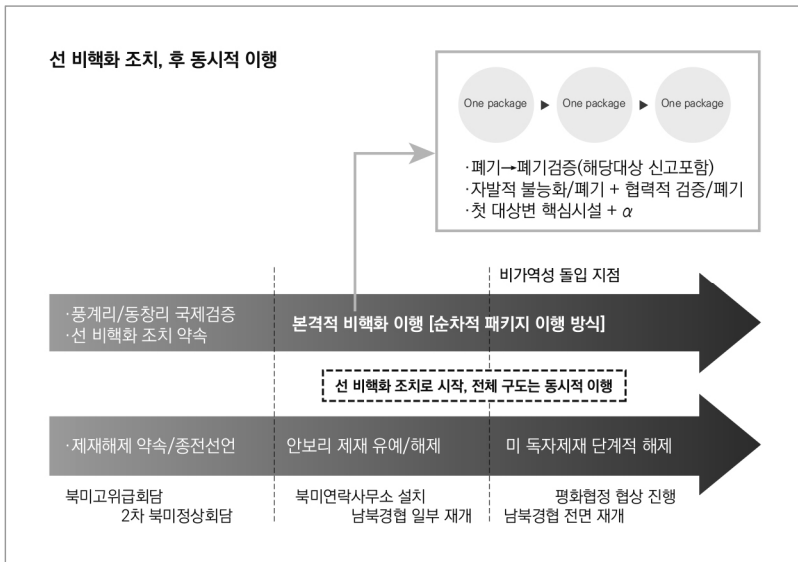 선 비핵화 조치, 후 동시적 이행
One package ▶ One package ▶ One package
·폐기→폐기검증(해당대상 신고포함)
·자발적 불능화/폐기 + 협력적 검증/폐기
·첫 대상변 핵심시설 + α
비가역성 돌입 지점
·풍계리/동창리 국제검증
·선 비핵화 조치 약속
본격적 비핵화 이행 [순차적 패키지 이행 방식]
선 비핵화 조치로 시작, 전체 구도는 동시적 이행
·제재해제 약속/종전선언
안보리 제재 유예/해제
미 독자제재 단계적 해제
북미고위급회담
2차 북미정상회담
북미연락사무소 설치
남북경협 일부 재개
평화협정 협상 진행
남북경협 전면 재개